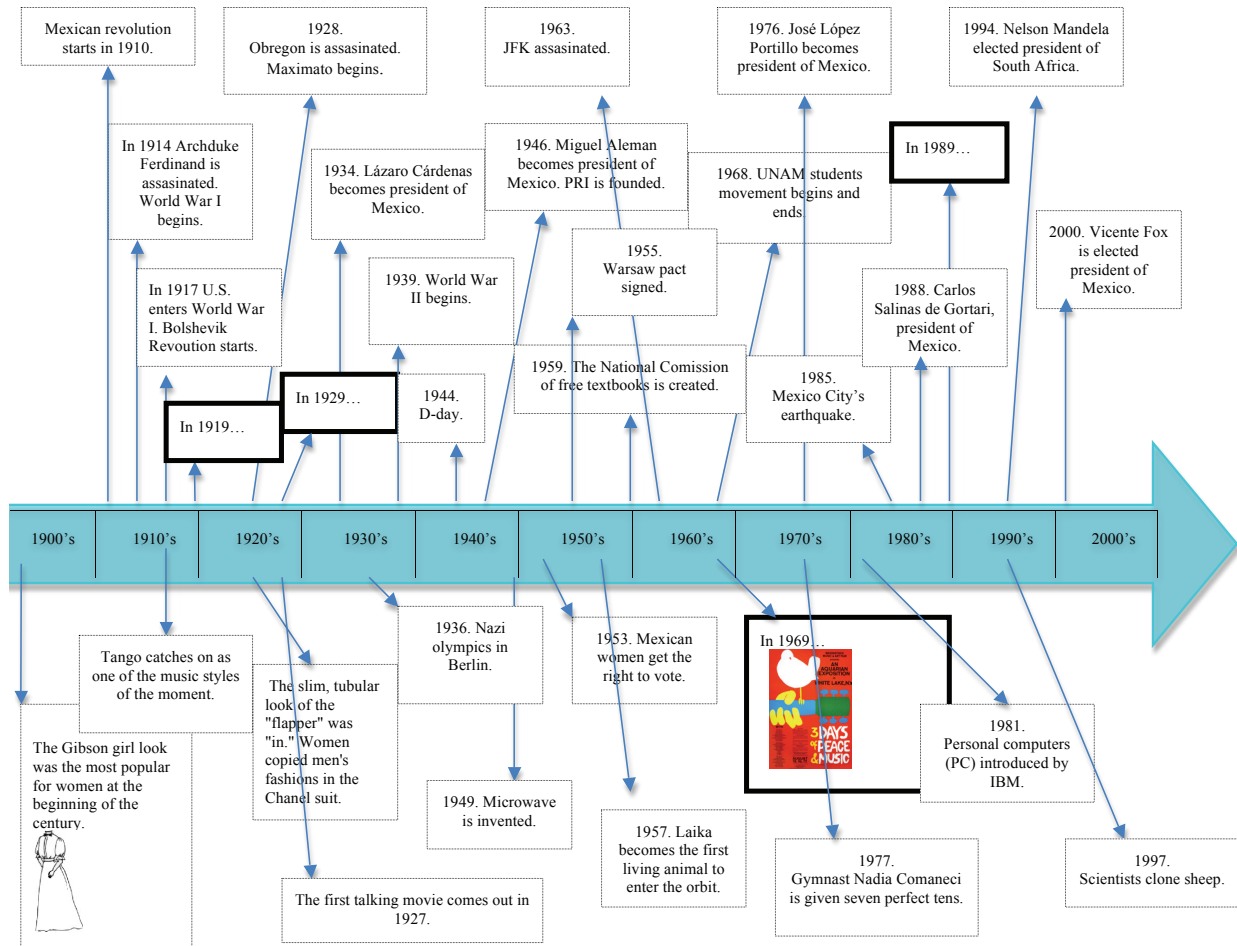 Mexican revolution
starts in 1910.
1928.
Obregon is assasinated.
Maximato begins.
1963.
JFK assasinated.
1976. José López
Portillo becomes
president of Mexico.
1994. Nelson Mandela
elected president of
South Africa.
In 1914 Archduke
Ferdinand is
assasinated.
World War I
begins.
1934. Lázaro Cárdenas
becomes president of
Mexico.
1946. Miguel Aleman
becomes president of
Mexico. PRI is founded.
1968. UNAM students
movement begins and
ends.
In 1989…
2000. Vicente Fox
is elected
president of
Mexico.
In 1917 U.S.
enters World War
I. Bolshevik
Revoution starts.
1939. World War
II begins.
1955.
Warsaw pact
signed.
1988. Carlos
Salinas de Gortari,
president of
Mexico.
In 1919…
In 1929…
1944.
D-day.
1959. The National Comission
of free textbooks is created.
1985.
Mexico City's
earthquake.
1900's
1910's
1920's
1930's
1940's
1950's
1960's
1970's
1980's
1990's
2000's
Tango catches on as
one of the music styles
of the moment.
The Gibson girl look
was the most popular
for women at the
beginning of the
century.
The slim, tubular
look of the
"flapper" was
"in." Women
copied men's
fashions in the
Chanel suit.
The first talking movie comes out in
1927.
1936. Nazi
olympics in
Berlin.
1949. Microwave
is invented.
1953. Mexican
women get the
right to vote.
1957. Laika
becomes the first
living animal to
enter the orbit.
In 1969…
AN
AQUARIAN
EXPOSITION
WHITE LAKE, N.Y.
3 DAYS
of PEACE
& MUSIC
1977.
Gymnast Nadia Comaneci
is given seven perfect tens.
1981.
Personal computers
(PC) introduced by
IBM.
1997.
Scientists clone sheep.